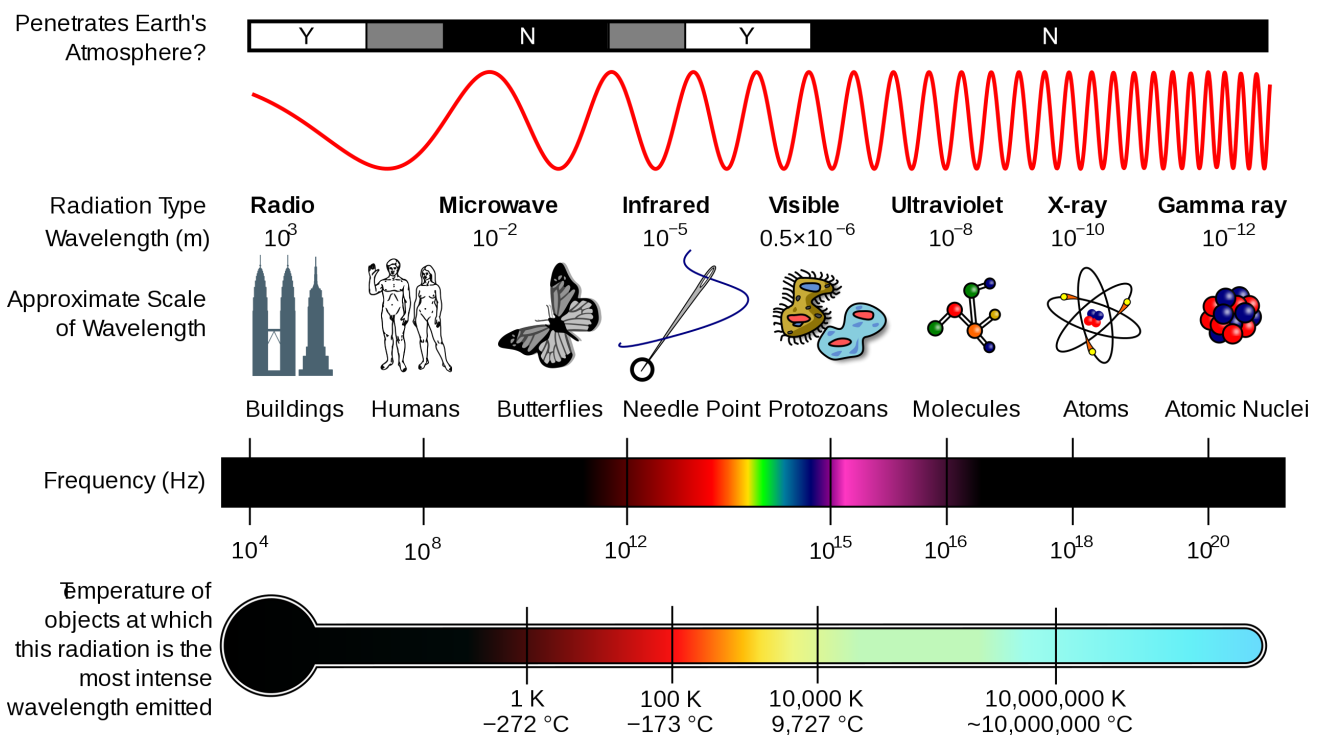 Penetrates Earth's
Atmosphere?
Y N Y N
Radiation Type
Radio Microwave Infrared Visible Ultraviolet X-ray Gamma ray
Wavelength (m)
10³ 10⁻² 10⁻⁵ 0.5×10⁻⁶ 10⁻⁸ 10⁻¹⁰ 10⁻¹²
Approximate Scale
of Wavelength
Buildings Humans Butterflies Needle Point Protozoans Molecules Atoms Atomic Nuclei
Frequency (Hz)
10⁴ 10⁸ 10¹² 10¹⁵ 10¹⁶ 10¹⁸ 10²⁰
Temperature of
objects at which
this radiation is the
most intense
wavelength emitted
1 K 100 K 10,000 K 10,000,000 K
−272 °C −173 °C 9,727 °C ~10,000,000 °C